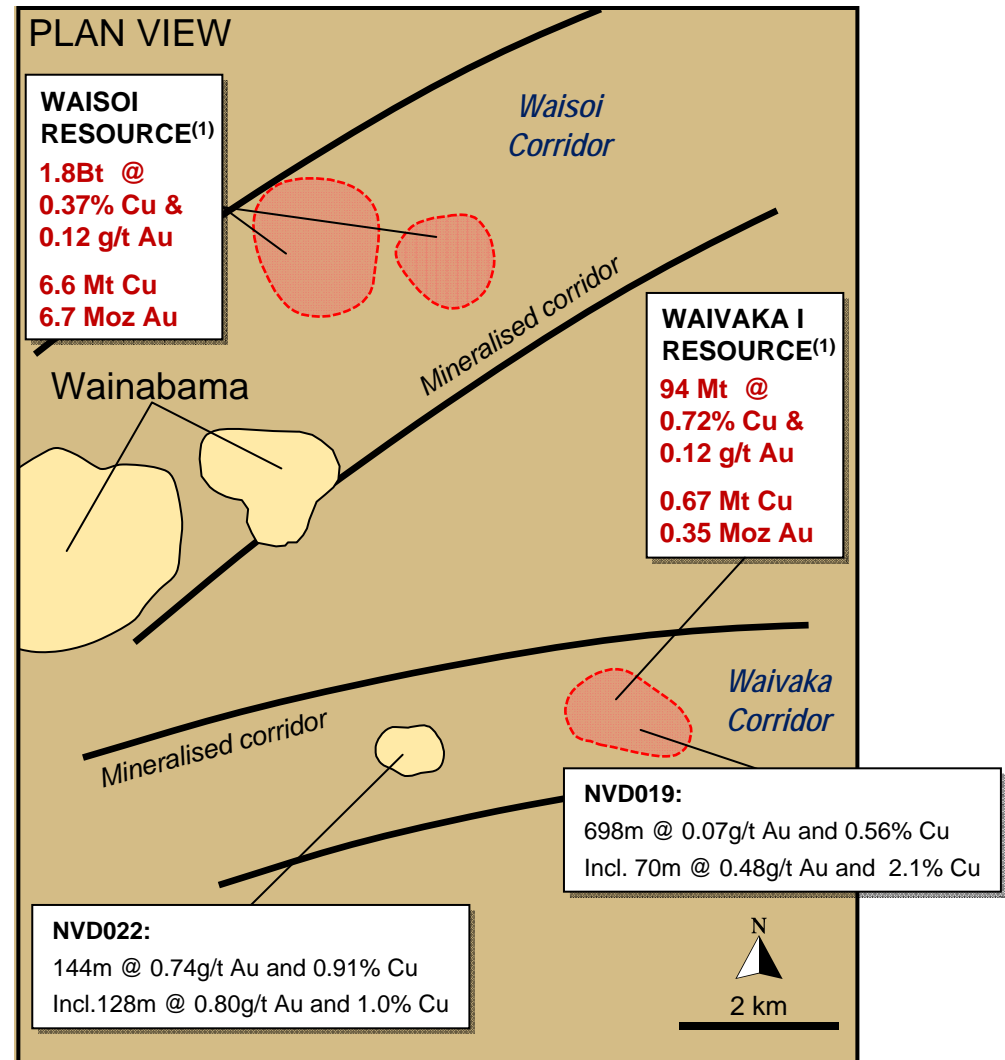 PLAN VIEW
WAISOI
RESOURCE(1)
1.8Bt @
0.37% Cu &
0.12 g/t Au
6.6 Mt Cu
6.7 Moz Au
Waisoi
Corridor
Mineralised corridor
WAIVAKA I
RESOURCE(1)
94 Mt @
0.72% Cu &
0.12 g/t Au
0.67 Mt Cu
0.35 Moz Au
Wainabama
Waivaka
Corridor
Mineralised corridor
NVD019:
698m @ 0.07g/t Au and 0.56% Cu
Incl. 70m @ 0.48g/t Au and 2.1% Cu
NVD022:
144m @ 0.74g/t Au and 0.91% Cu
Incl.128m @ 0.80g/t Au and 1.0% Cu
N
2 km